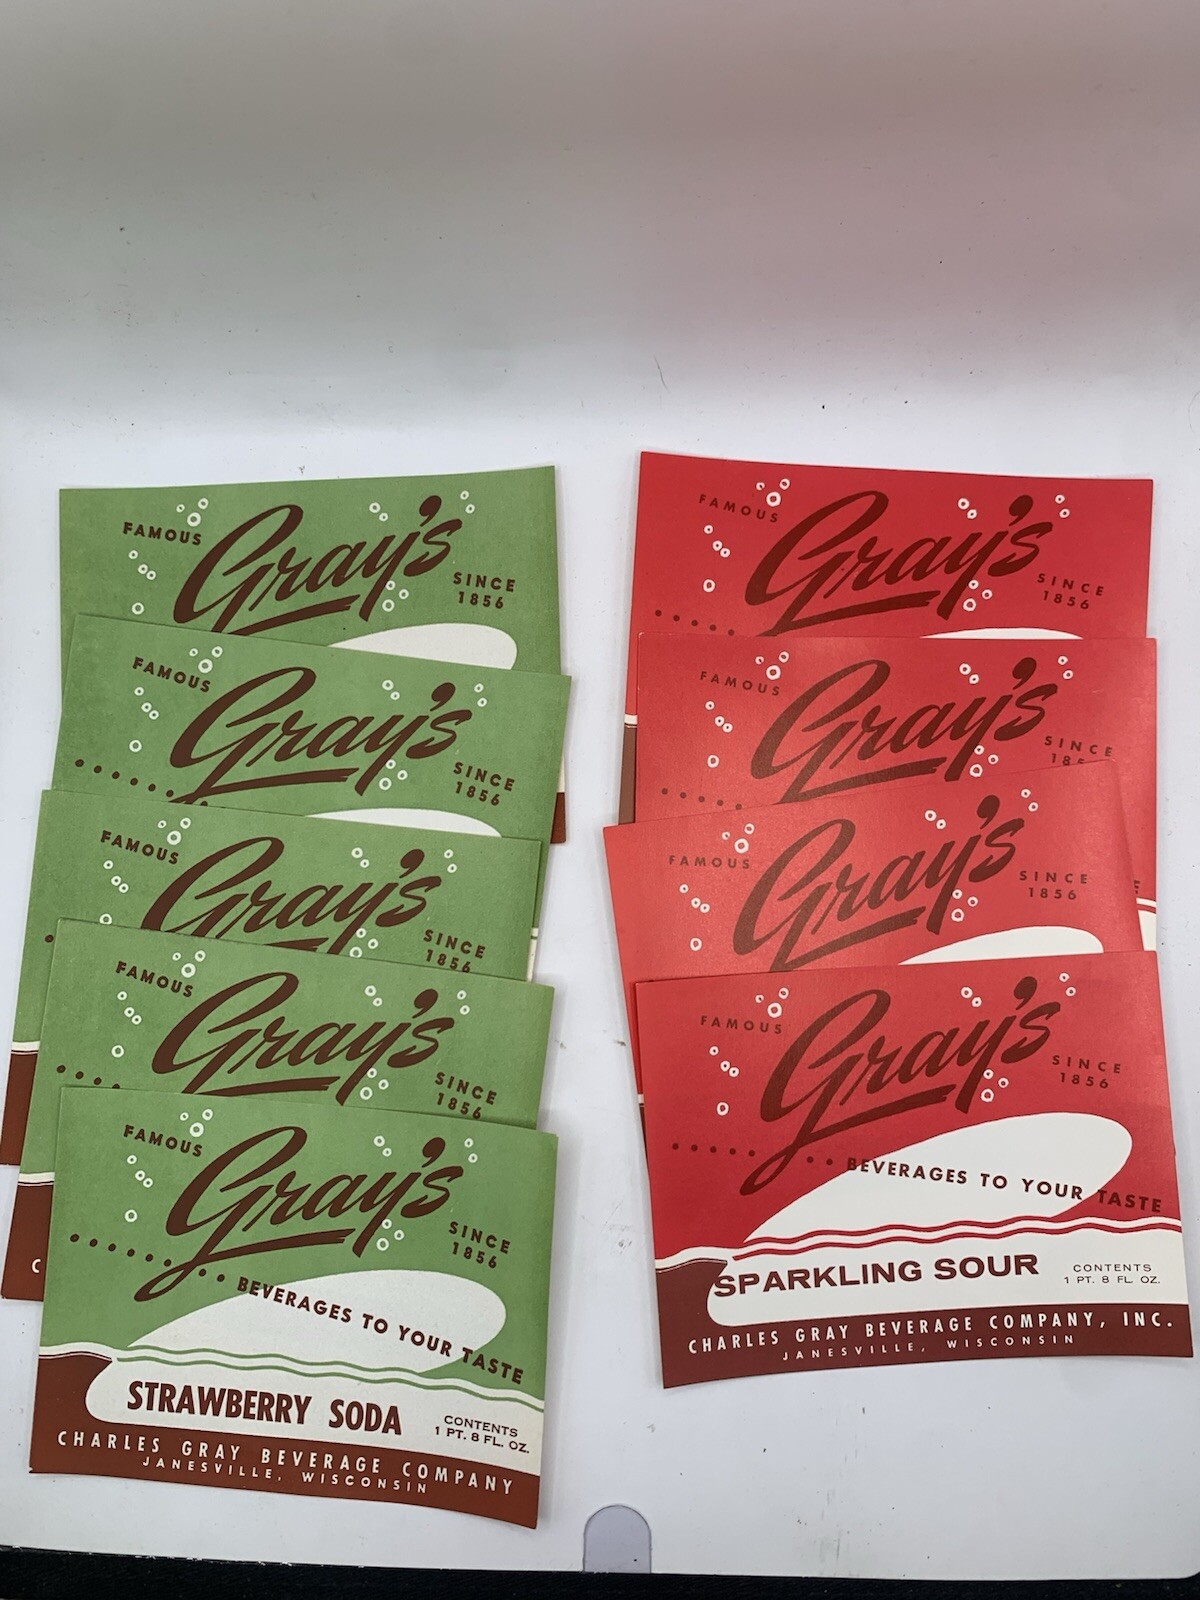 FAMOUS Gray's
SINCE
1856
FAMOUS Gray's
SINCE
1856
FAMOUS Gray's
SINCE
1856
FAMOUS Gray's
SINCE
1856
C
FAMOUS Gray's
SINCE
1856
BEVERAGES TO YOUR TASTE
STRAWBERRY SODA
CONTENTS
1 PT. 8 FL. OZ.
CHARLES GRAY BEVERAGE COMPANY
JANESVILLE, WISCONSIN
FAMOUS Gray's
SINCE
1856
FAMOUS Gray's
SINCE
185
E
FAMOUS Gray's
SINCE
1856
FAMOUS Gray's
SINCE
1856
BEVERAGES TO YOUR TASTE
SPARKLING SOUR
CONTENTS
1 PT. 8 FL. OZ.
CHARLES GRAY BEVERAGE COMPANY, INC.
JANESVILLE, WISCONSIN